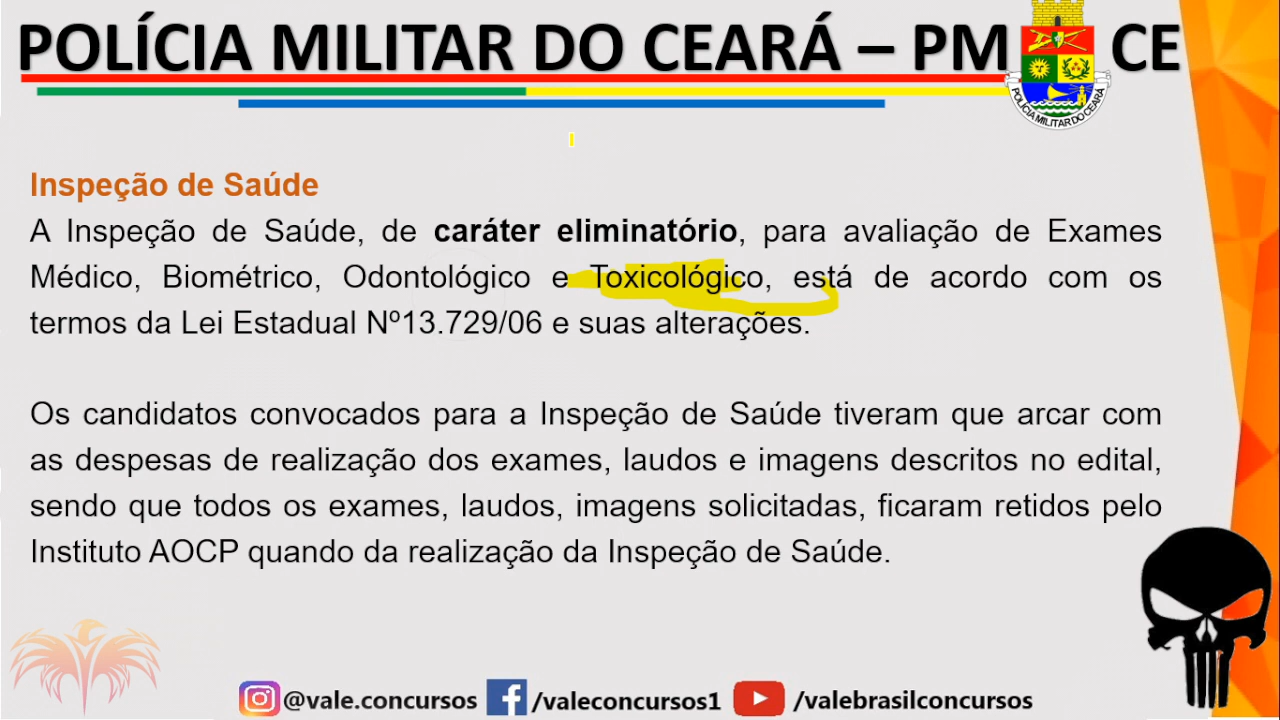 POLÍCIA MILITAR DO CEARÁ – PM CE
POLÍCIA MILITAR DO CEARÁ
Inspeção de Saúde
A Inspeção de Saúde, de caráter eliminatório, para avaliação de Exames
Médico, Biométrico, Odontológico e Toxicológico, está de acordo com os
termos da Lei Estadual Nº13.729/06 e suas alterações.
Os candidatos convocados para a Inspeção de Saúde tiveram que arcar com
as despesas de realização dos exames, laudos e imagens descritos no edital,
sendo que todos os exames, laudos, imagens solicitadas, ficaram retidos pelo
Instituto AOCP quando da realização da Inspeção de Saúde.
@vale.concursos /valeconcursos1 /valebrasilconcursos